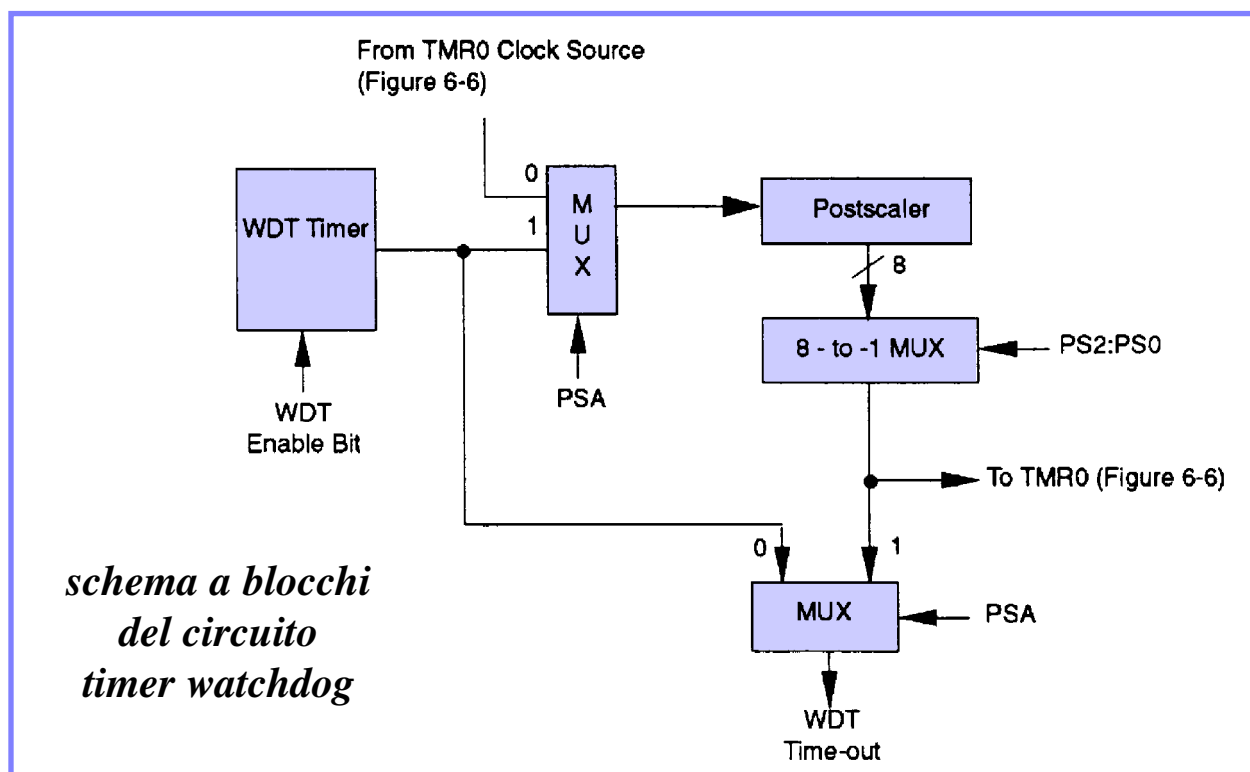 From TMR0 Clock Source
(Figure 6-6)
0
1
M
U
X
WDT Timer
Postscaler
8
8 - to -1 MUX
PS2:PS0
PSA
WDT
Enable Bit
To TMR0 (Figure 6-6)
0
1
MUX
PSA
WDT
Time-out
schema a blocchi
del circuito
timer watchdog